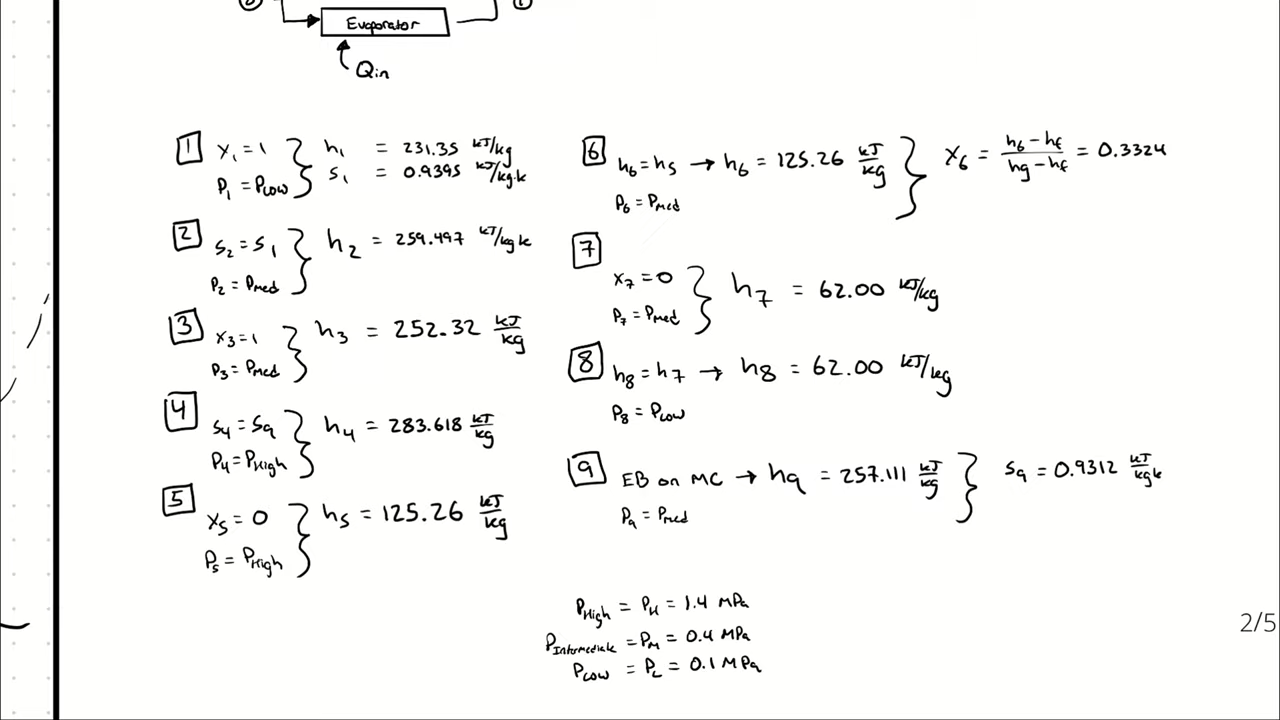 Evaporator
Qin
1 x₁ = 1 h₁ = 231.35 kJ/kg
P₁ = PLow s₁ = 0.9395 kJ/kg·k
2 s₂ = s₁ h₂ = 259.497 kJ/kg k
P₂ = Pmed
3 x₃ = 1 h₃ = 252.32 kJ/kg
P₃ = Pmed
4 s₄ = s₉ h₄ = 283.618 kJ/kg
P₄ = PHigh
5 x₅ = 0 h₅ = 125.26 kJ/kg
P₅ = PHigh
6 h₆ = h₅ → h₆ = 125.26 kJ/kg x₆ = (h₆ - hf)/(hg - hf) = 0.3324
P₆ = Pmed
7
x₇ = 0 h₇ = 62.00 kJ/kg
P₇ = Pmed
8 h₈ = h₇ → h₈ = 62.00 kJ/kg
P₈ = PLow
9 EB on MC → h₉ = 257.111 kJ/kg s₉ = 0.9312 kJ/kg k
P₉ = Pmed
PHigh = PH = 1.4 MPa
PIntermediate = PM = 0.4 MPa
PLow = PL = 0.1 MPa
2/5